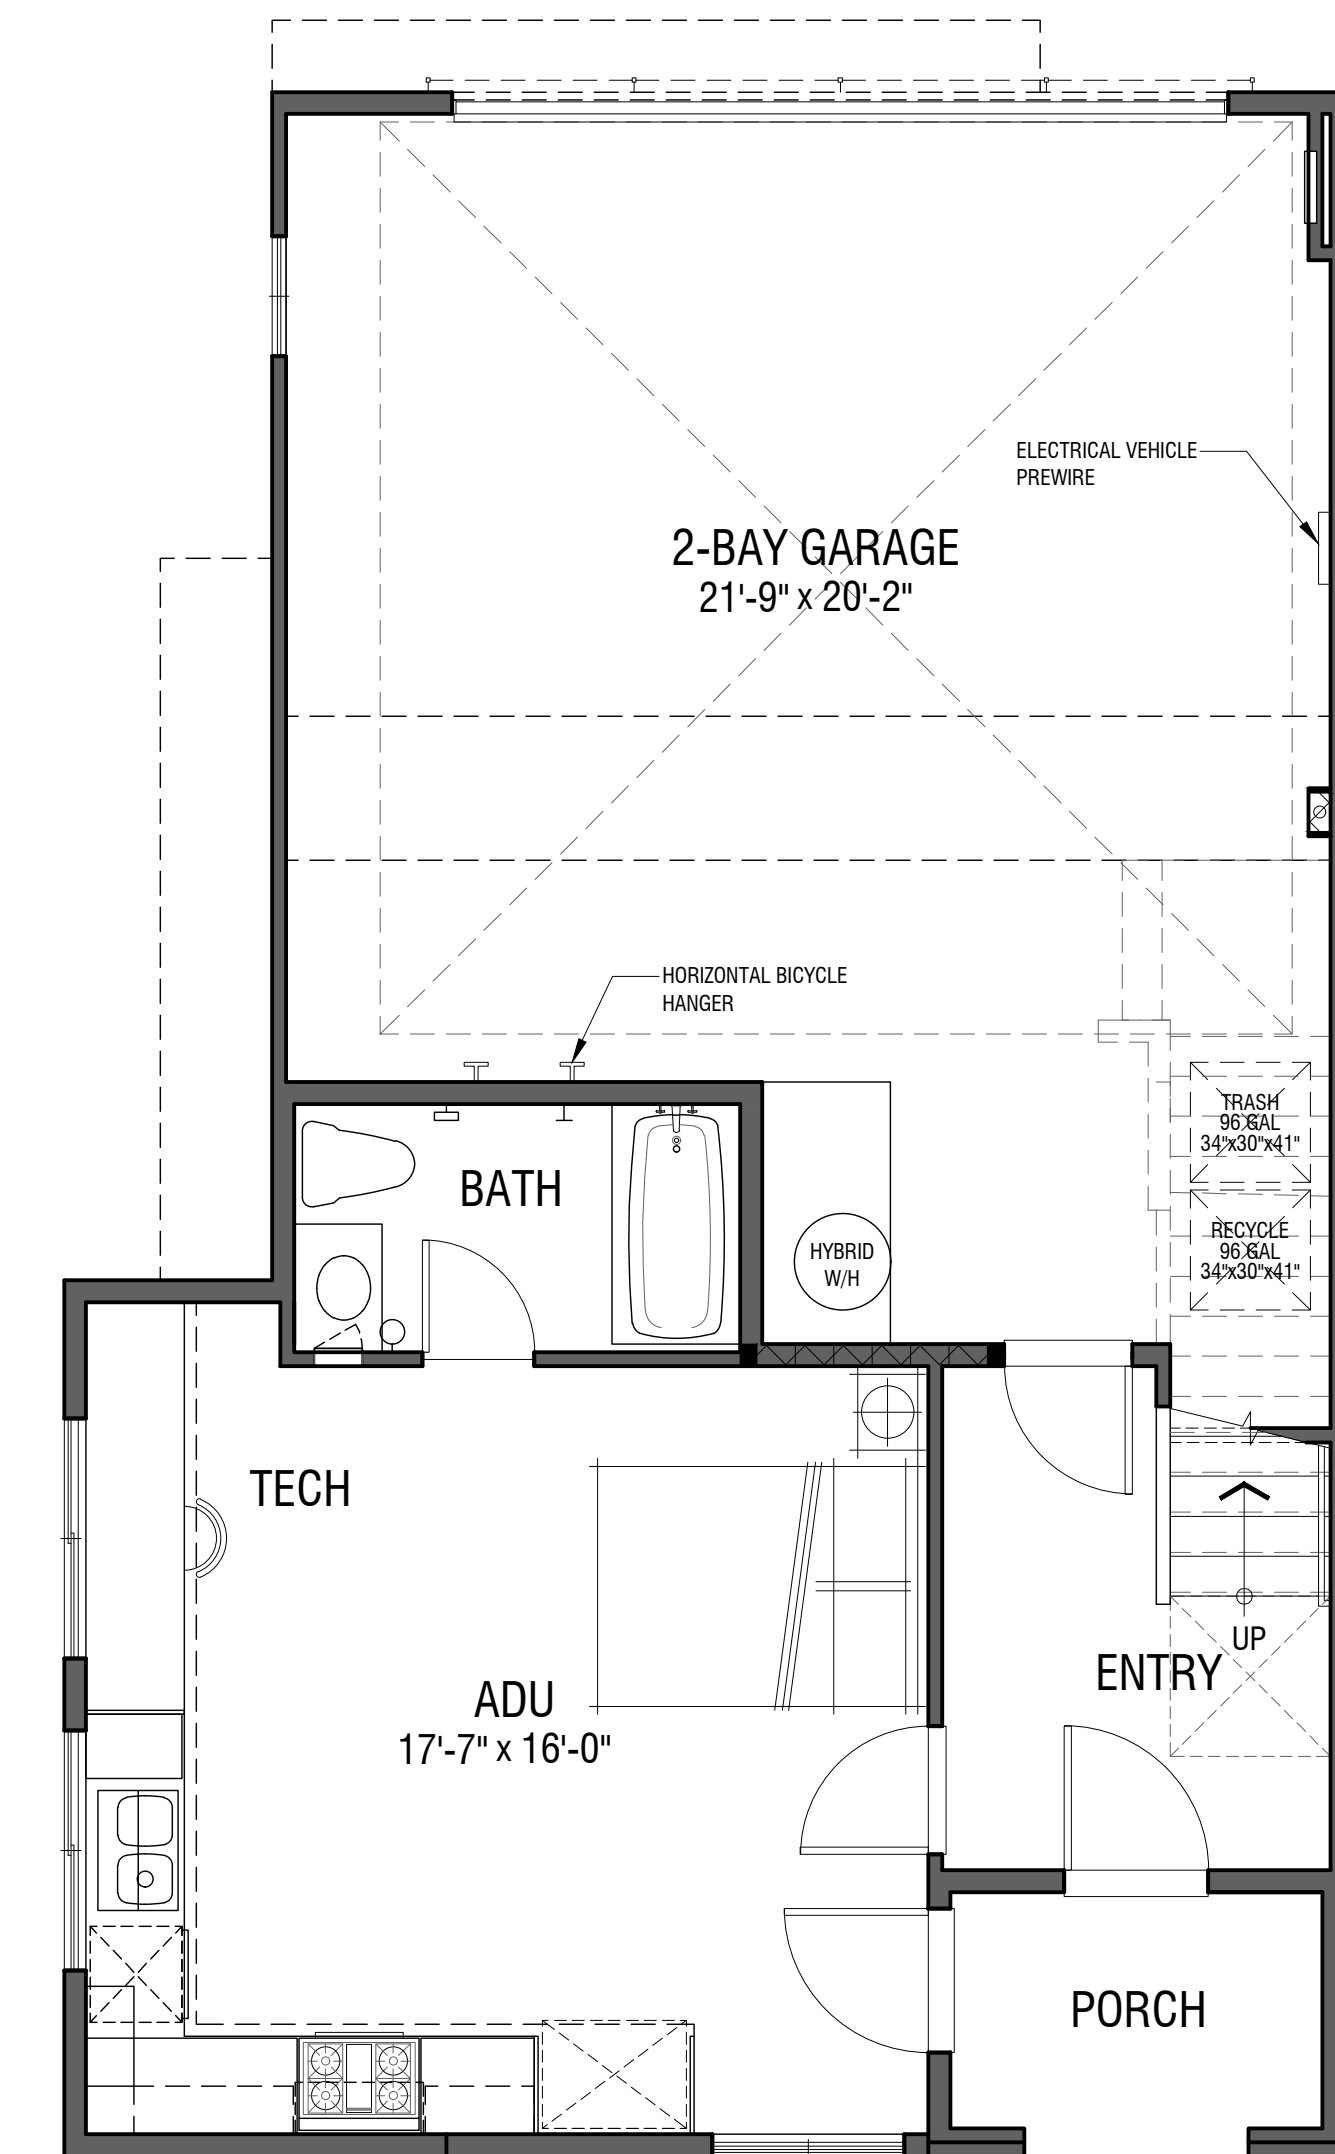 ELECTRICAL VEHICLE
PREWIRE
2-BAY GARAGE
21'-9" x 20'-2"
HORIZONTAL BICYCLE
HANGER
TRASH
96 GAL
34"x30"x41"
BATH
RECYCLE
96 GAL
34"x30"x41"
HYBRID
W/H
TECH
UP
ENTRY
ADU
17'-7" x 16'-0"
PORCH